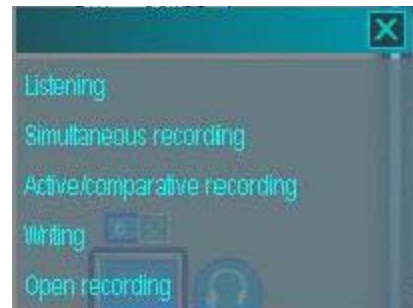 Listening
Simultaneous recording
Active/comparative recording
Writing
Open recording